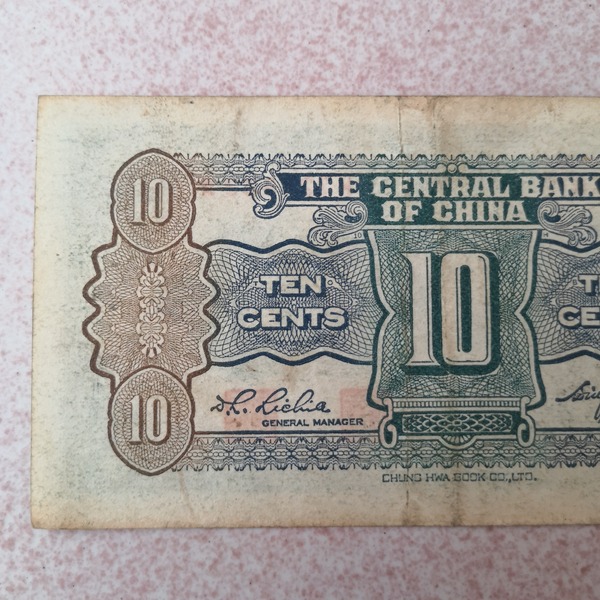 10
THE CENTRAL BANK
OF CHINA
10
TEN
CENTS
10
GENERAL MANAGER
CHUNG HWA BOOK CO., LTD.